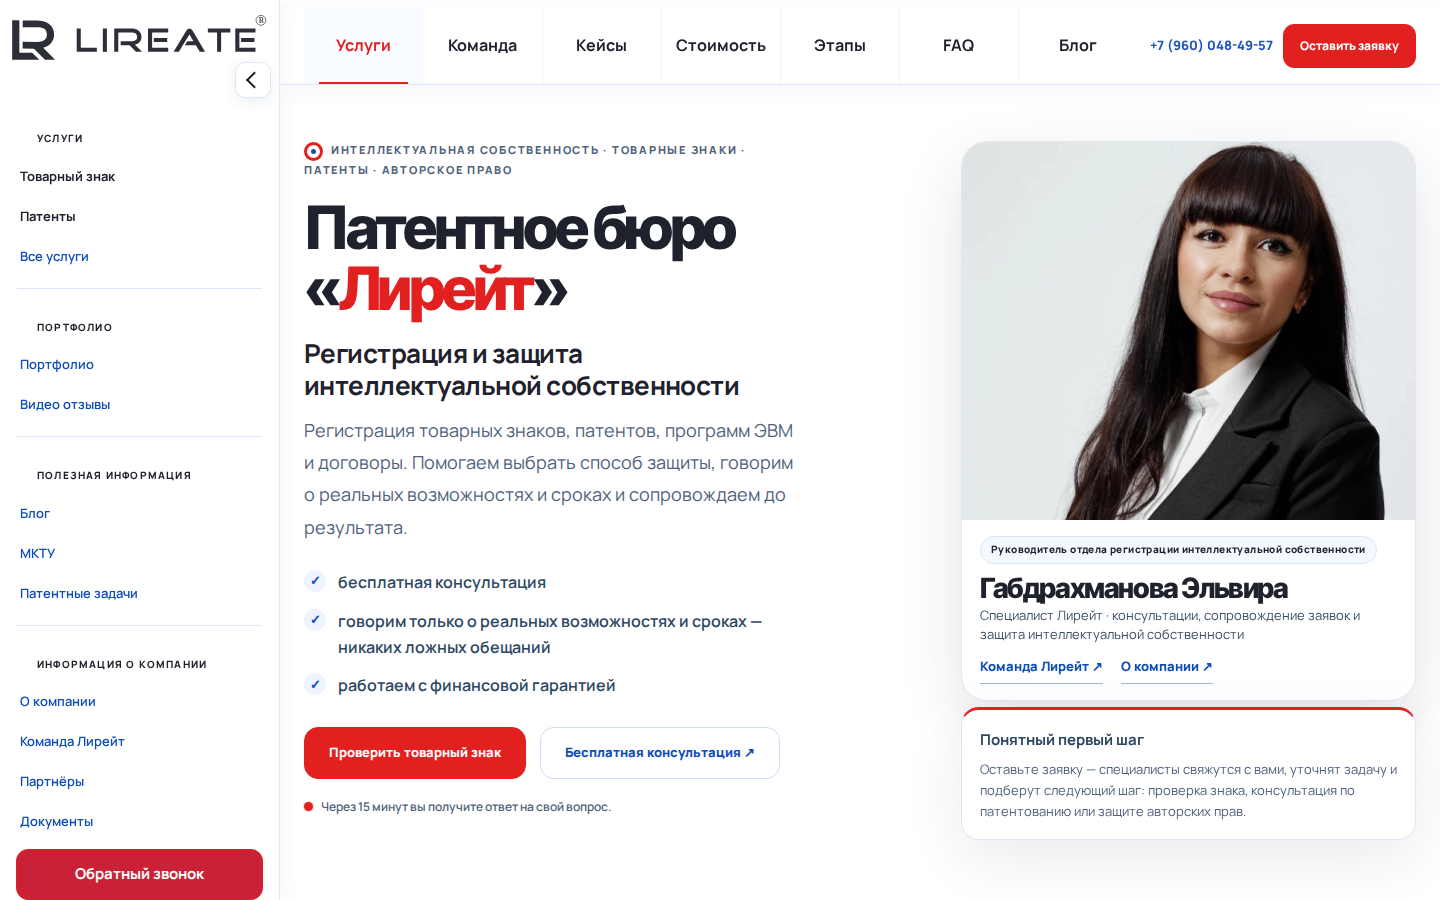 LIREATE®
Услуги
Команда
Кейсы
Стоимость
Этапы
FAQ
Блог
+7 (960) 048-49-57
Оставить заявку
УСЛУГИ
Товарный знак
Патенты
Все услуги
ПОРТФОЛИО
Портфолио
Видео отзывы
ПОЛЕЗНАЯ ИНФОРМАЦИЯ
Блог
МКТУ
Патентные задачи
ИНФОРМАЦИЯ О КОМПАНИИ
О компании
Команда Лирейт
Партнёры
Документы
Обратный звонок
ИНТЕЛЛЕКТУАЛЬНАЯ СОБСТВЕННОСТЬ · ТОВАРНЫЕ ЗНАКИ ·
ПАТЕНТЫ · АВТОРСКОЕ ПРАВО
Патентное бюро
«Лирейт»
Регистрация и защита
интеллектуальной собственности
Регистрация товарных знаков, патентов, программ ЭВМ
и договоры. Помогаем выбрать способ защиты, говорим
о реальных возможностях и сроках и сопровождаем до
результата.
✓ бесплатная консультация
✓ говорим только о реальных возможностях и сроках —
никаких ложных обещаний
✓ работаем с финансовой гарантией
Проверить товарный знак
Бесплатная консультация ↗
Через 15 минут вы получите ответ на свой вопрос.
Руководитель отдела регистрации интеллектуальной собственности
Габдрахманова Эльвира
Специалист Лирейт · консультации, сопровождение заявок и
защита интеллектуальной собственности
Команда Лирейт ↗
О компании ↗
Понятный первый шаг
Оставьте заявку — специалисты свяжутся с вами, уточнят задачу и
подберут следующий шаг: проверка знака, консультация по
патентованию или защите авторских прав.